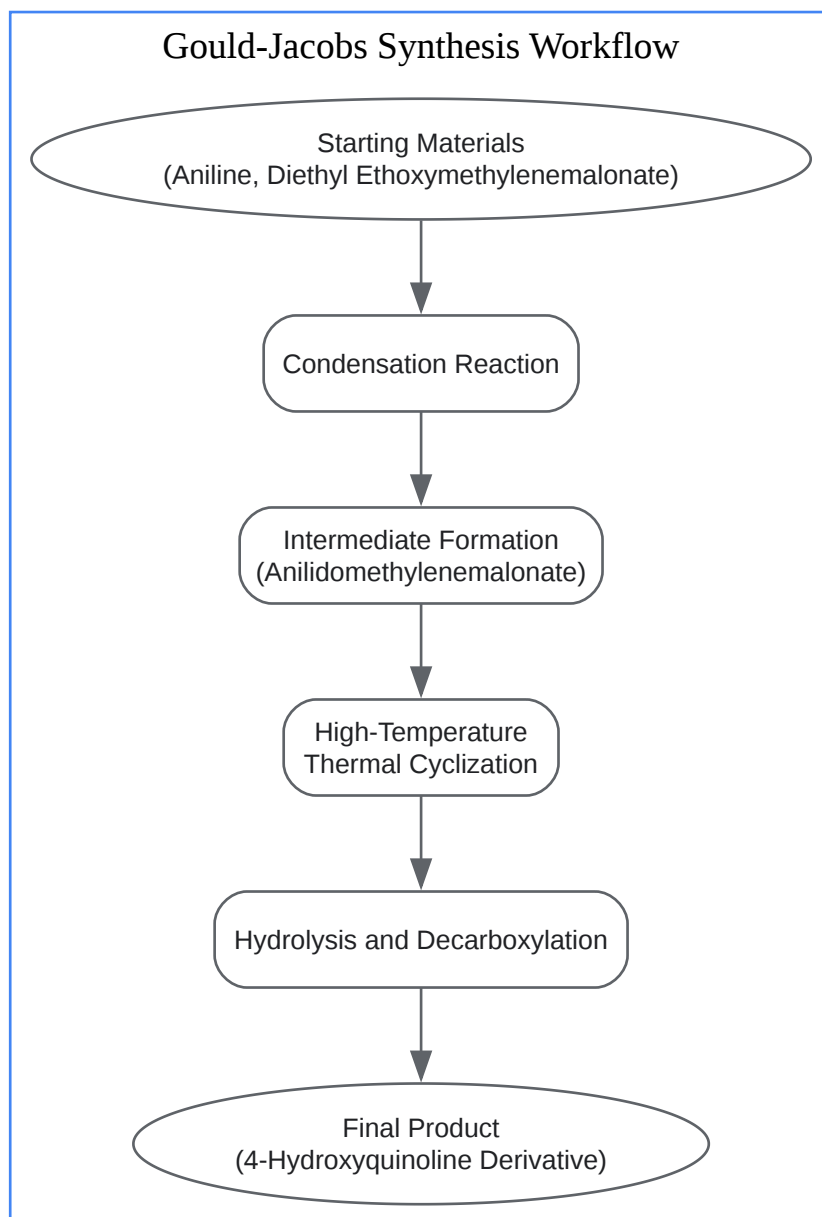 Gould-Jacobs Synthesis Workflow
Starting Materials
(Aniline, Diethyl Ethoxymethylenemalonate)
Condensation Reaction
Intermediate Formation
(Anilidomethylenemalonate)
High-Temperature
Thermal Cyclization
Hydrolysis and Decarboxylation
Final Product
(4-Hydroxyquinoline Derivative)